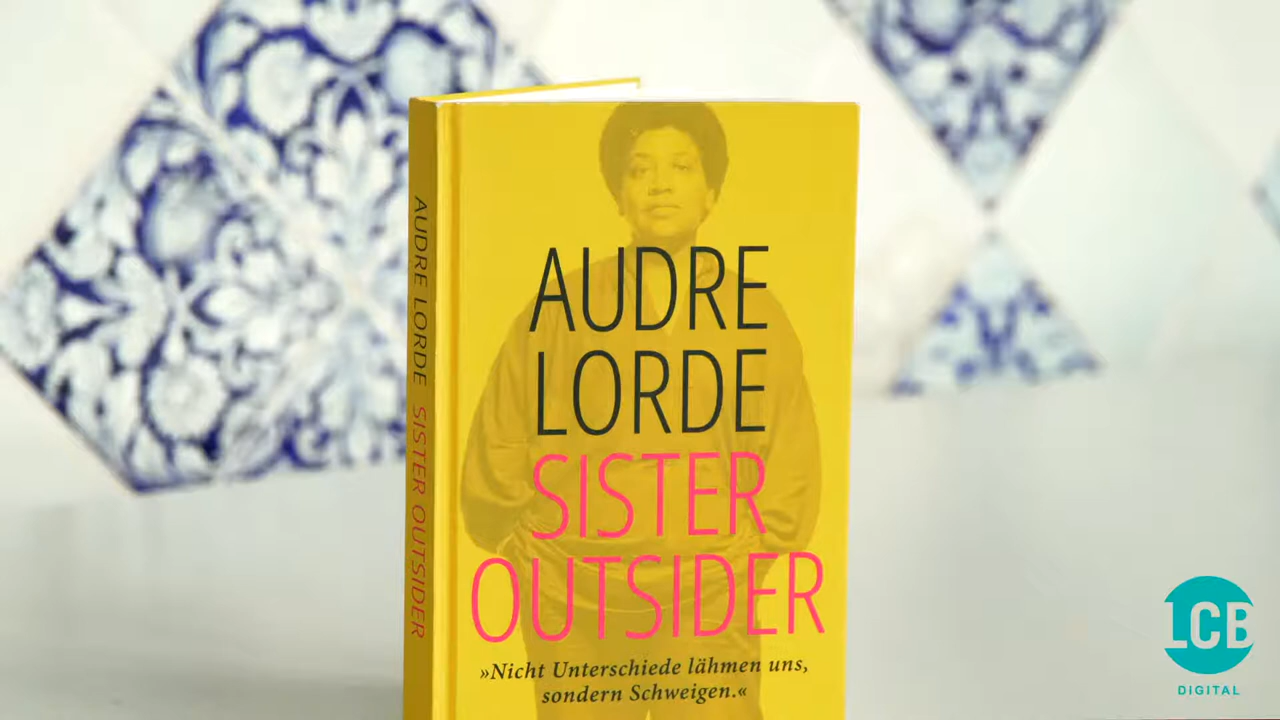 AUDRE LORDE SISTER OUTSIDER
AUDRE
LORDE
SISTER
OUTSIDER
»Nicht Unterschiede lähmen uns,
sondern Schweigen.«
LCB
DIGITAL